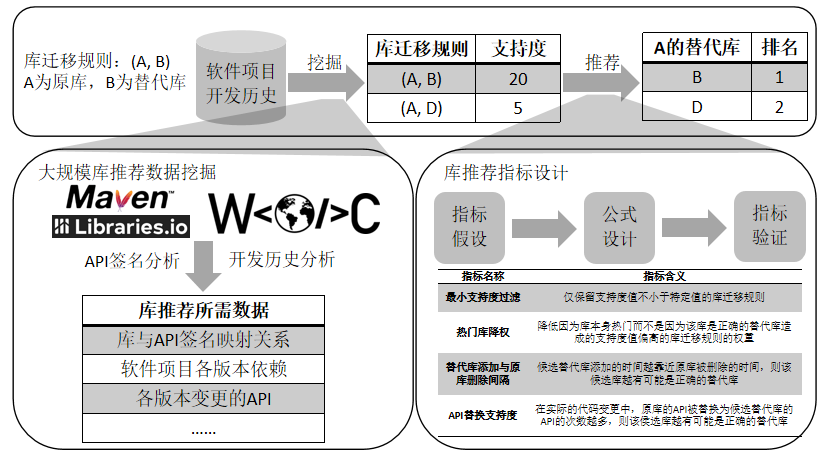 库迁移规则：(A, B)
A为原库，B为替代库
软件项目
开发历史
挖掘
库迁移规则 支持度
(A, B) 20
(A, D) 5
推荐
A的替代库 排名
B 1
D 2
大规模库推荐数据挖掘
Maven™
Libraries.io
W<O/>C
API签名分析
开发历史分析
库推荐所需数据
库与API签名映射关系
软件项目各版本依赖
各版本变更的API
......
库推荐指标设计
指标
假设
公式
设计
指标
验证
指标名称 指标含义
最小支持度过滤 仅保留支持度值不小于特定值的库迁移规则
热门库降权 降低因为库本身热门而不是因为该库是正确的替代库造
成的支持度值偏高的库迁移规则的权重
替代库添加与原
库删除间隔
候选替代库添加的时间越靠近原库被删除的时间，则该
候选库越有可能是正确的替代库
API替换支持度 在实际的代码变更中，原库的API被替换为候选替代库的
API的次数越多，则该候选库越有可能是正确的替代库